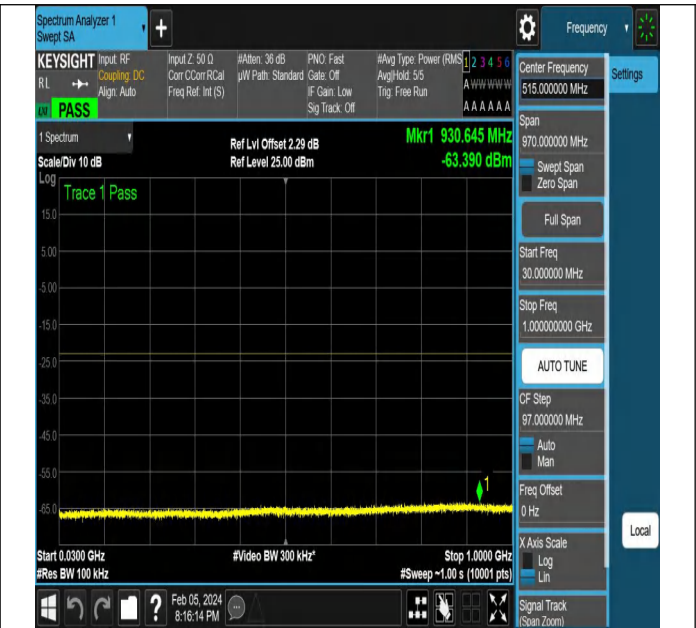 Spectrum Analyzer 1
Swept SA
+
Frequency
KEYSIGHT
RL
PASS
Input: RF
Coupling: DC
Align: Auto
Input Z: 50 Ω
Corr CCorr RCal
Freq Ref: Int (S)
#Atten: 36 dB
µW Path: Standard
PNO: Fast
Gate: Off
IF Gain: Low
Sig Track: Off
#Avg Type: Power (RMS
Avg|Hold: 5/5
Trig: Free Run
1 2 3 4 5 6
A W W W W W
A A A A A A
1 Spectrum
Scale/Div 10 dB
Log
Ref Lvl Offset 2.29 dB
Ref Level 25.00 dBm
Mkr1 930.645 MHz
-63.390 dBm
Trace 1 Pass
15.0
5.00
-5.00
-15.0
-25.0
-35.0
-45.0
-55.0
-65.0
1
Start 0.0300 GHz
#Res BW 100 kHz
#Video BW 300 kHz*
Stop 1.0000 GHz
#Sweep ~1.00 s (10001 pts)
?
Feb 05, 2024
8:16:14 PM
Center Frequency
515.000000 MHz
Settings
Span
970.000000 MHz
Swept Span
Zero Span
Full Span
Start Freq
30.000000 MHz
Stop Freq
1.000000000 GHz
AUTO TUNE
CF Step
97.000000 MHz
Auto
Man
Freq Offset
0 Hz
Local
X Axis Scale
Log
Lin
Signal Track
(Span Zoom)